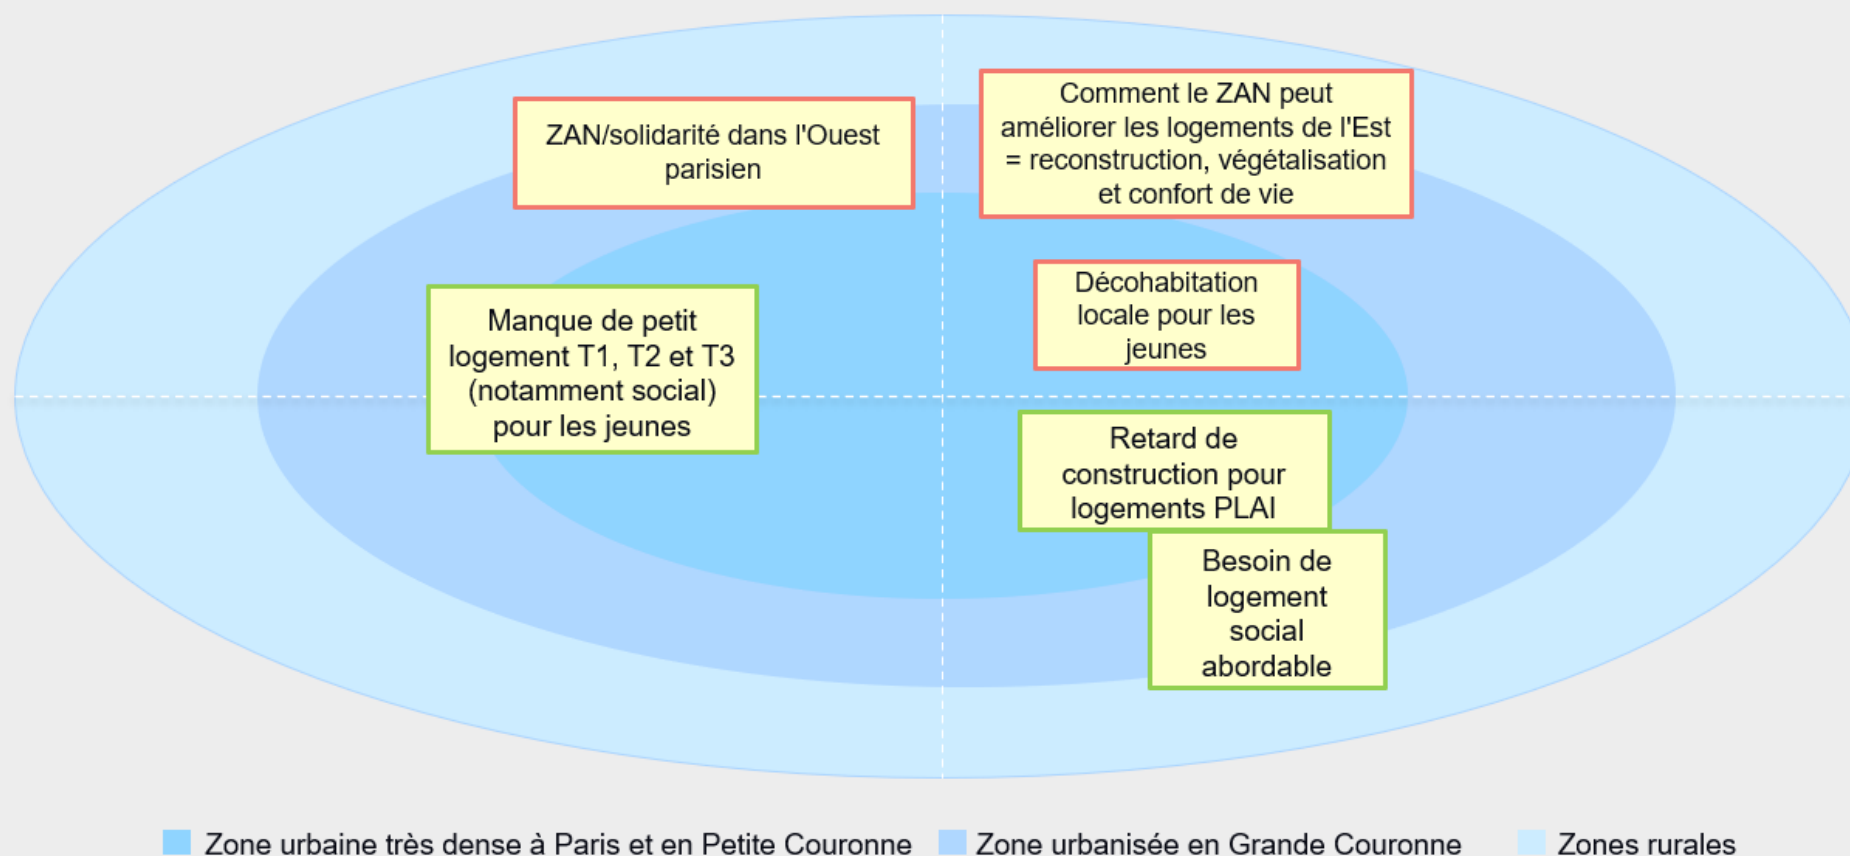 ZAN/solidarité dans l'Ouest
parisien
Comment le ZAN peut
améliorer les logements de l'Est
= reconstruction, végétalisation
et confort de vie
Manque de petit
logement T1, T2 et T3
(notamment social)
pour les jeunes
Décohabitation
locale pour les
jeunes
Retard de
construction pour
logements PLAI
Besoin de
logement
social
abordable
Zone urbaine très dense à Paris et en Petite Couronne
Zone urbanisée en Grande Couronne
Zones rurales